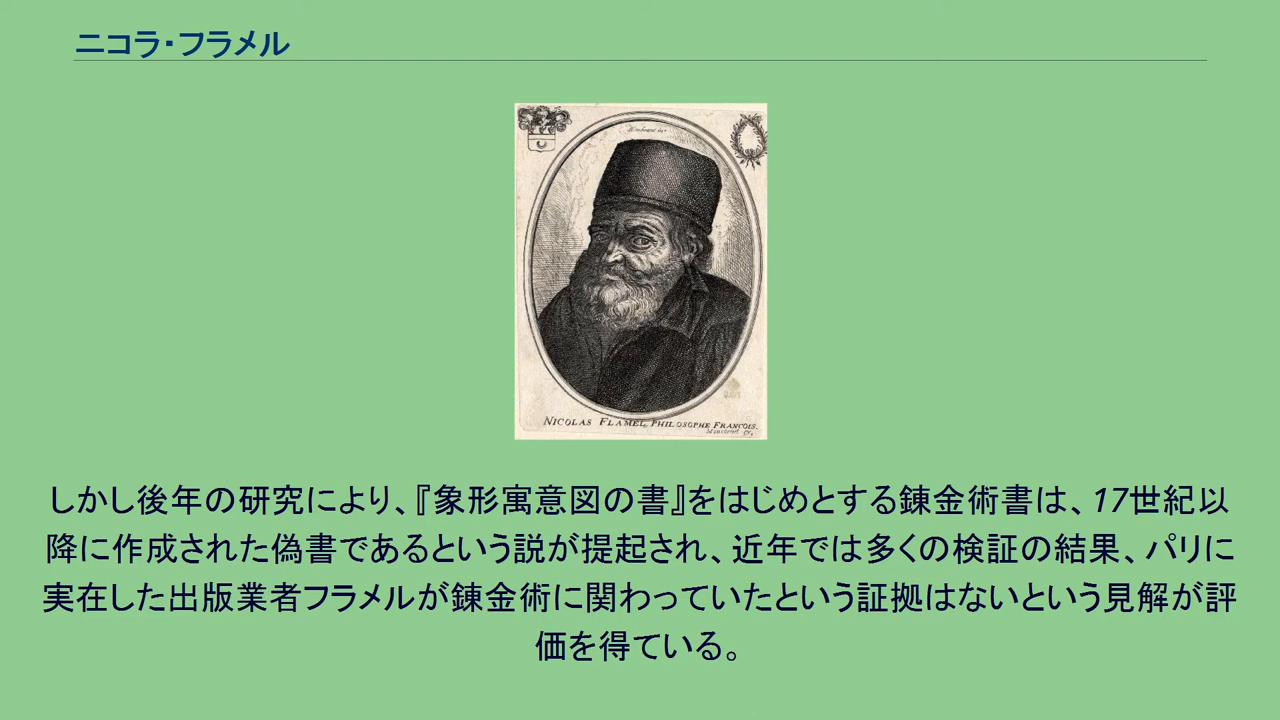 ニコラ・フラメル
Rembrant in.
NICOLAS FLAMEL, PHILOSOPHE FRANÇOIS.
しかし後年の研究により、『象形寓意図の書』をはじめとする錬金術書は、17世紀以
降に作成された偽書であるという説が提起され、近年では多くの検証の結果、パリに
実在した出版業者フラメルが錬金術に関わっていたという証拠はないという見解が評
価を得ている。